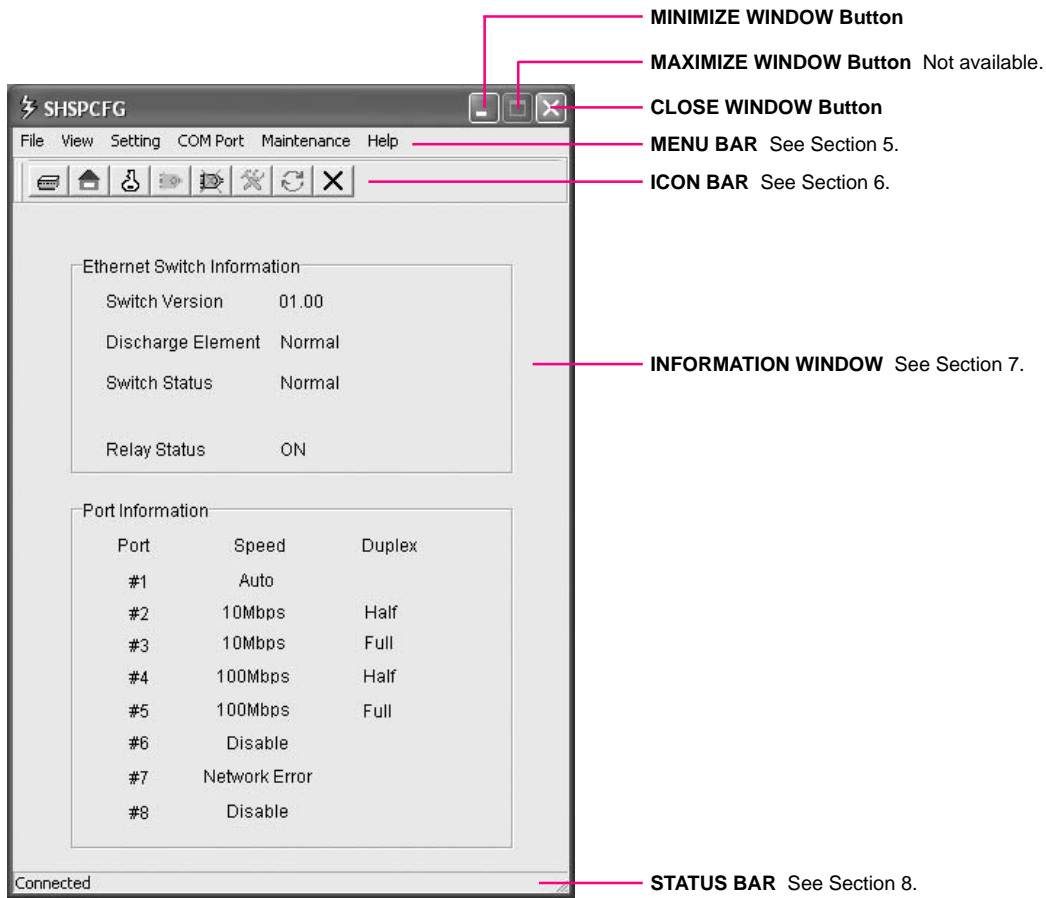 MINIMIZE WINDOW Button
MAXIMIZE WINDOW Button Not available.
SHSPCFG
CLOSE WINDOW Button
File View Setting COM Port Maintenance Help
MENU BAR See Section 5.
ICON BAR See Section 6.
Ethernet Switch Information
Switch Version 01.00
Discharge Element Normal
INFORMATION WINDOW See Section 7.
Switch Status Normal
Relay Status ON
Port Information
Port Speed Duplex
#1 Auto
#2 10Mbps Half
#3 10Mbps Full
#4 100Mbps Half
#5 100Mbps Full
#6 Disable
#7 Network Error
#8 Disable
Connected
STATUS BAR See Section 8.